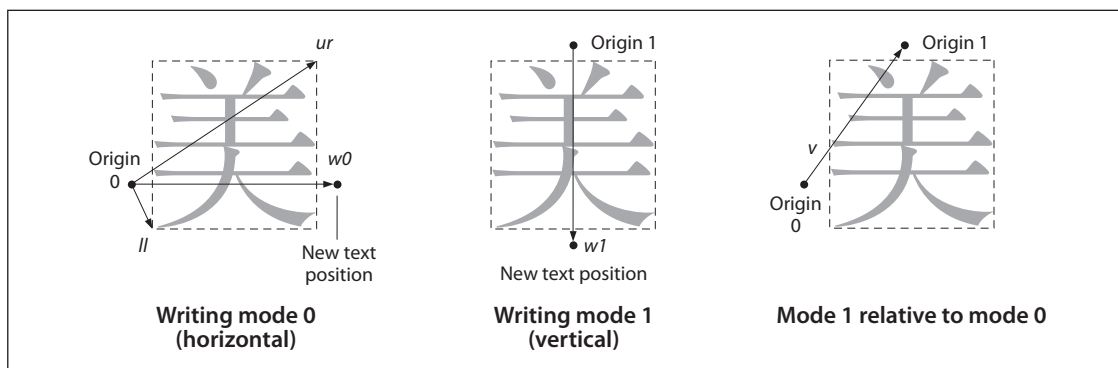 ur
Origin
0
w0
ll
New text
position
美
Writing mode 0
(horizontal)
Origin 1
美
w1
New text position
Writing mode 1
(vertical)
Origin 1
美
v
Origin
0
Mode 1 relative to mode 0